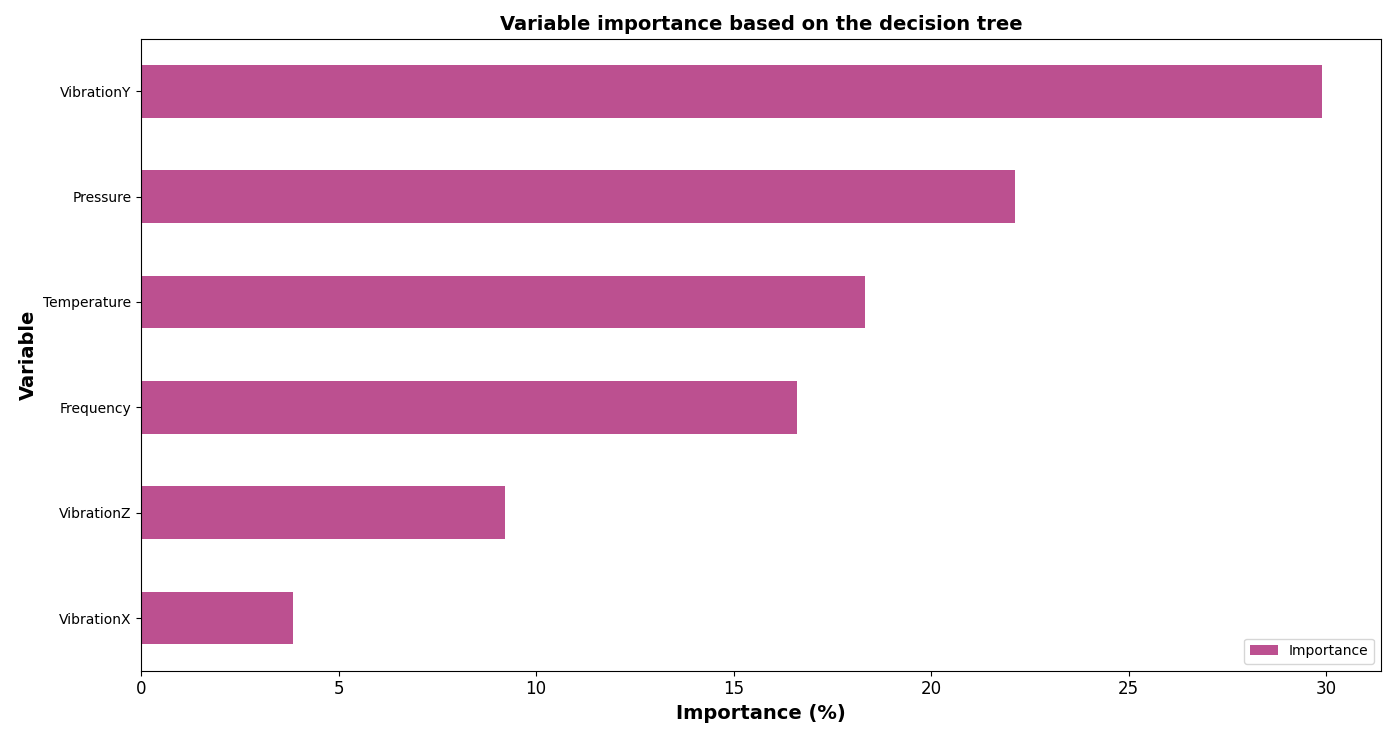 Variable importance based on the decision tree
Variable
VibrationY
Pressure
Temperature
Frequency
VibrationZ
VibrationX
Importance
0 5 10 15 20 25 30
Importance (%)